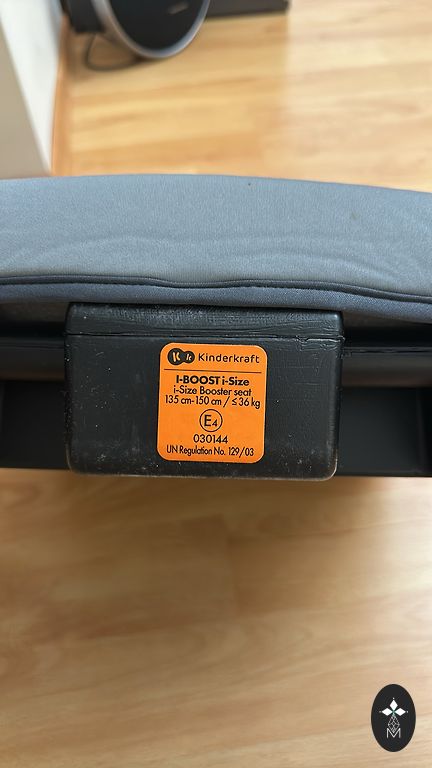 Kinderkraft
I-BOOST i-Size
i-Size Booster seat
135 cm-150 cm / ≤ 36 kg
E4
030144
UN Regulation No. 129/03
M